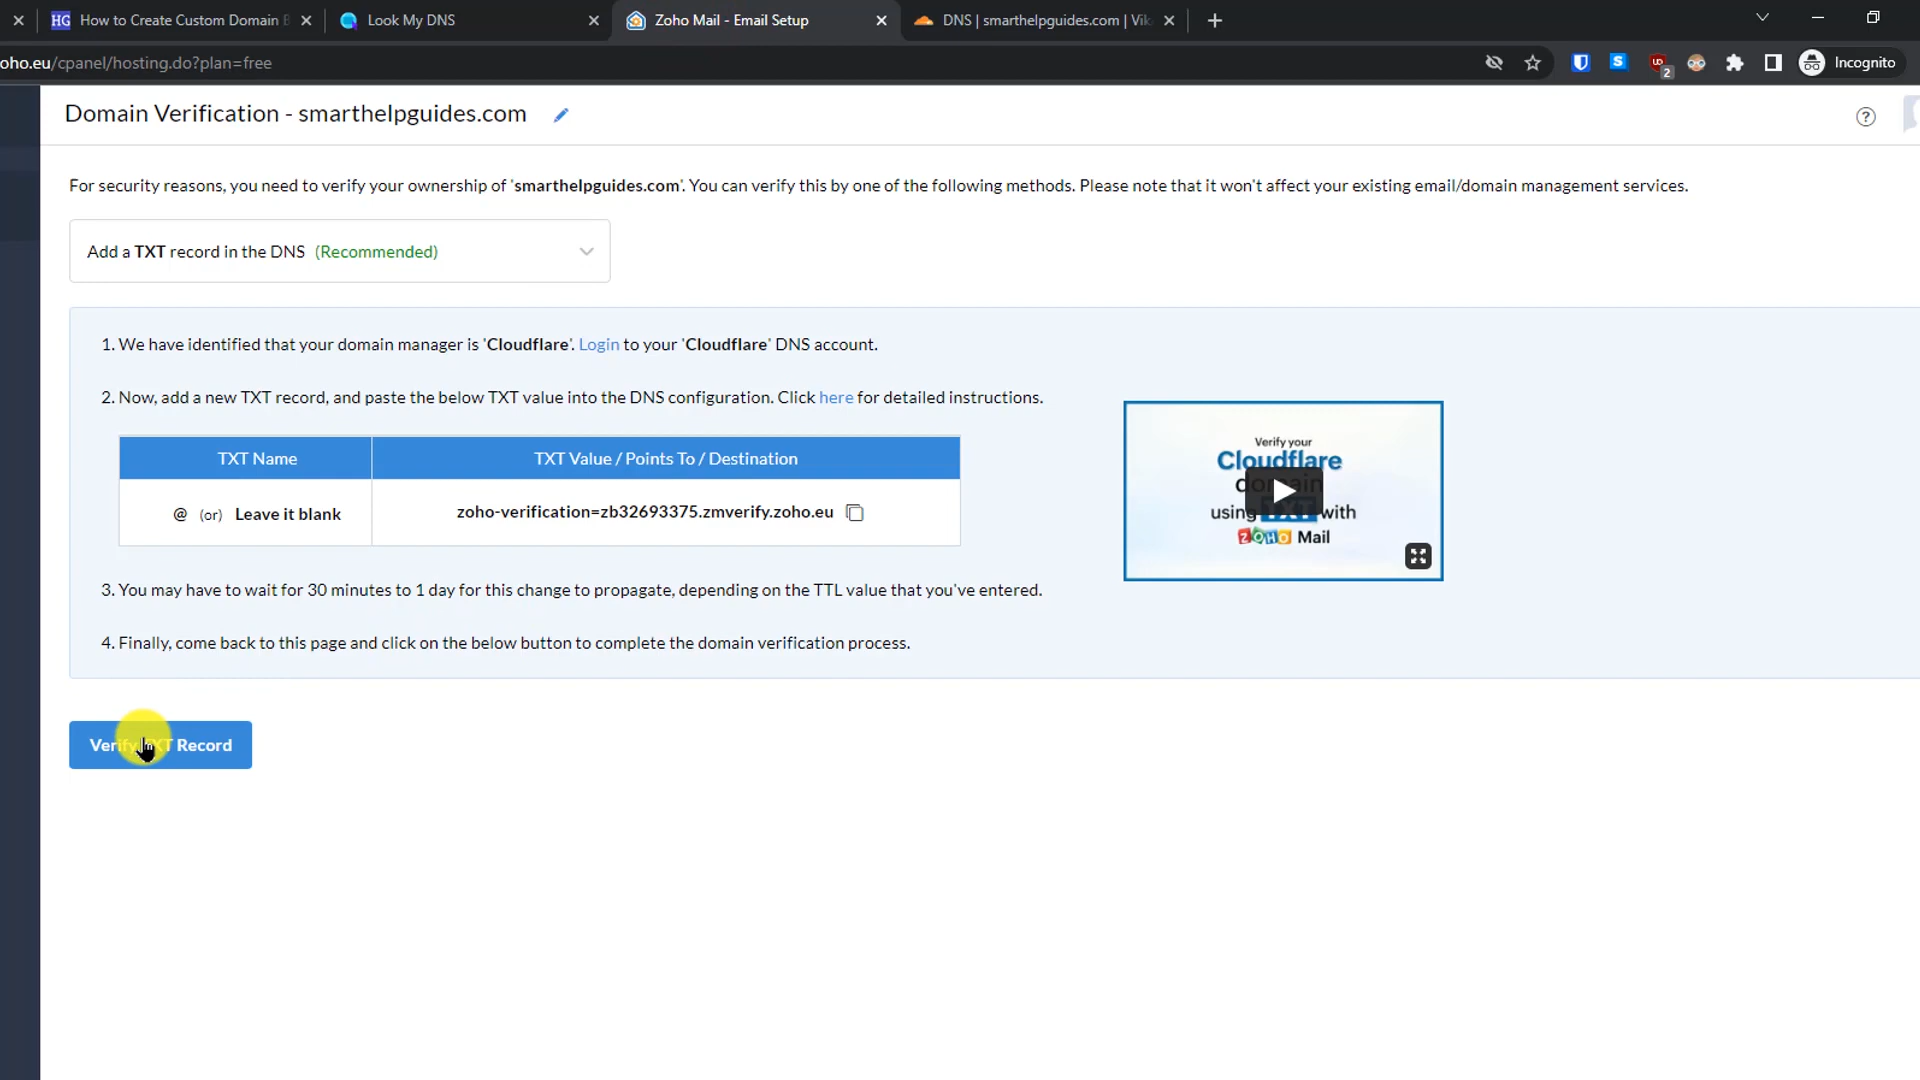 HG How to Create Custom Domain
Look My DNS
Zoho Mail - Email Setup
DNS | smarthelpguides.com | Vik
oho.eu/cpanel/hosting.do?plan=free
S
UD
2
Incognito
Domain Verification - smarthelpguides.com
?
For security reasons, you need to verify your ownership of 'smarthelpguides.com'. You can verify this by one of the following methods. Please note that it won't affect your existing email/domain management services.
Add a TXT record in the DNS (Recommended)
1. We have identified that your domain manager is 'Cloudflare'. Login to your 'Cloudflare' DNS account.
2. Now, add a new TXT record, and paste the below TXT value into the DNS configuration. Click here for detailed instructions.
TXT Name
TXT Value / Points To / Destination
@ (or) Leave it blank
zoho-verification=zb32693375.zmverify.zoho.eu
Verify your
Cloudflare
domain
using TXT with
ZOHO Mail
3. You may have to wait for 30 minutes to 1 day for this change to propagate, depending on the TTL value that you've entered.
4. Finally, come back to this page and click on the below button to complete the domain verification process.
Verify TXT Record